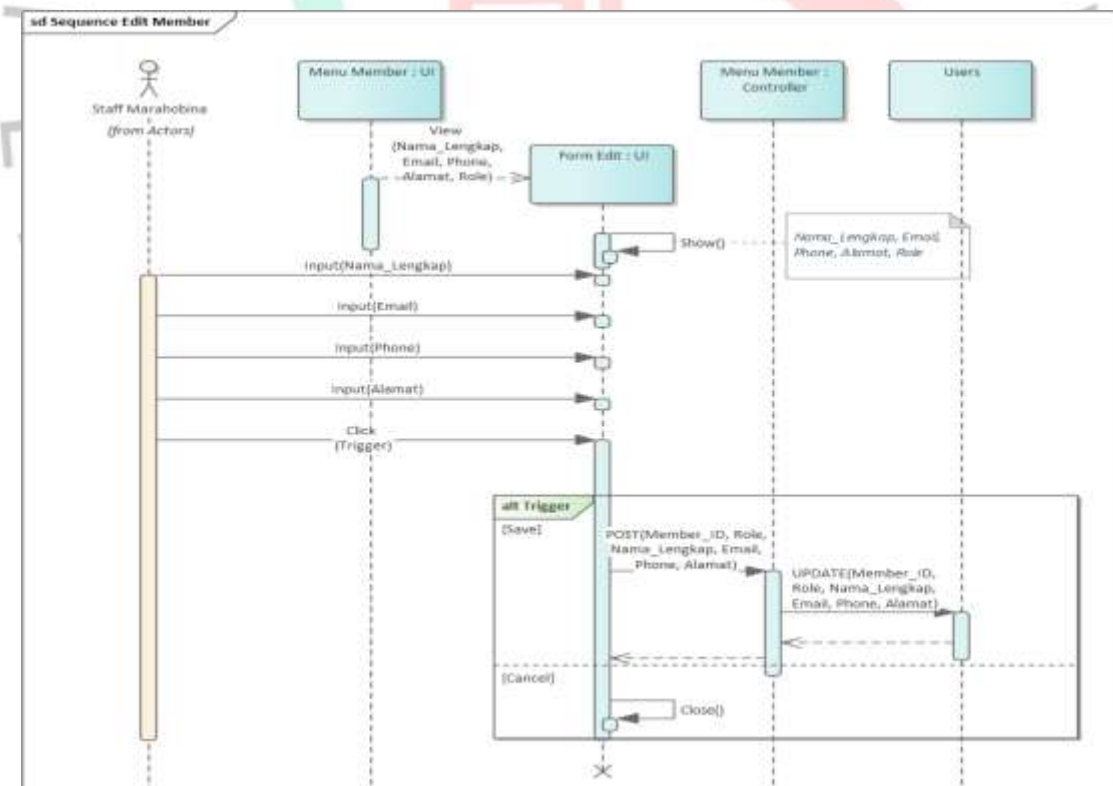 sd Sequence Edit Member
Staff Marahobina
(from Actors)
Menu Member : UI
Menu Member :
Controller
Users
View
(Nama_Lengkap,
Email, Phone,
Alamat, Role)
Form Edit : UI
Show()
Nama_Lengkap, Email,
Phone, Alamat, Role
Input(Nama_Lengkap)
Input(Email)
Input(Phone)
Input(Alamat)
Click
(Trigger)
alt Trigger
[Save]
POST(Member_ID, Role,
Nama_Lengkap, Email,
Phone, Alamat)
UPDATE(Member_ID,
Role, Nama_Lengkap,
Email, Phone, Alamat)
[Cancel]
Close()